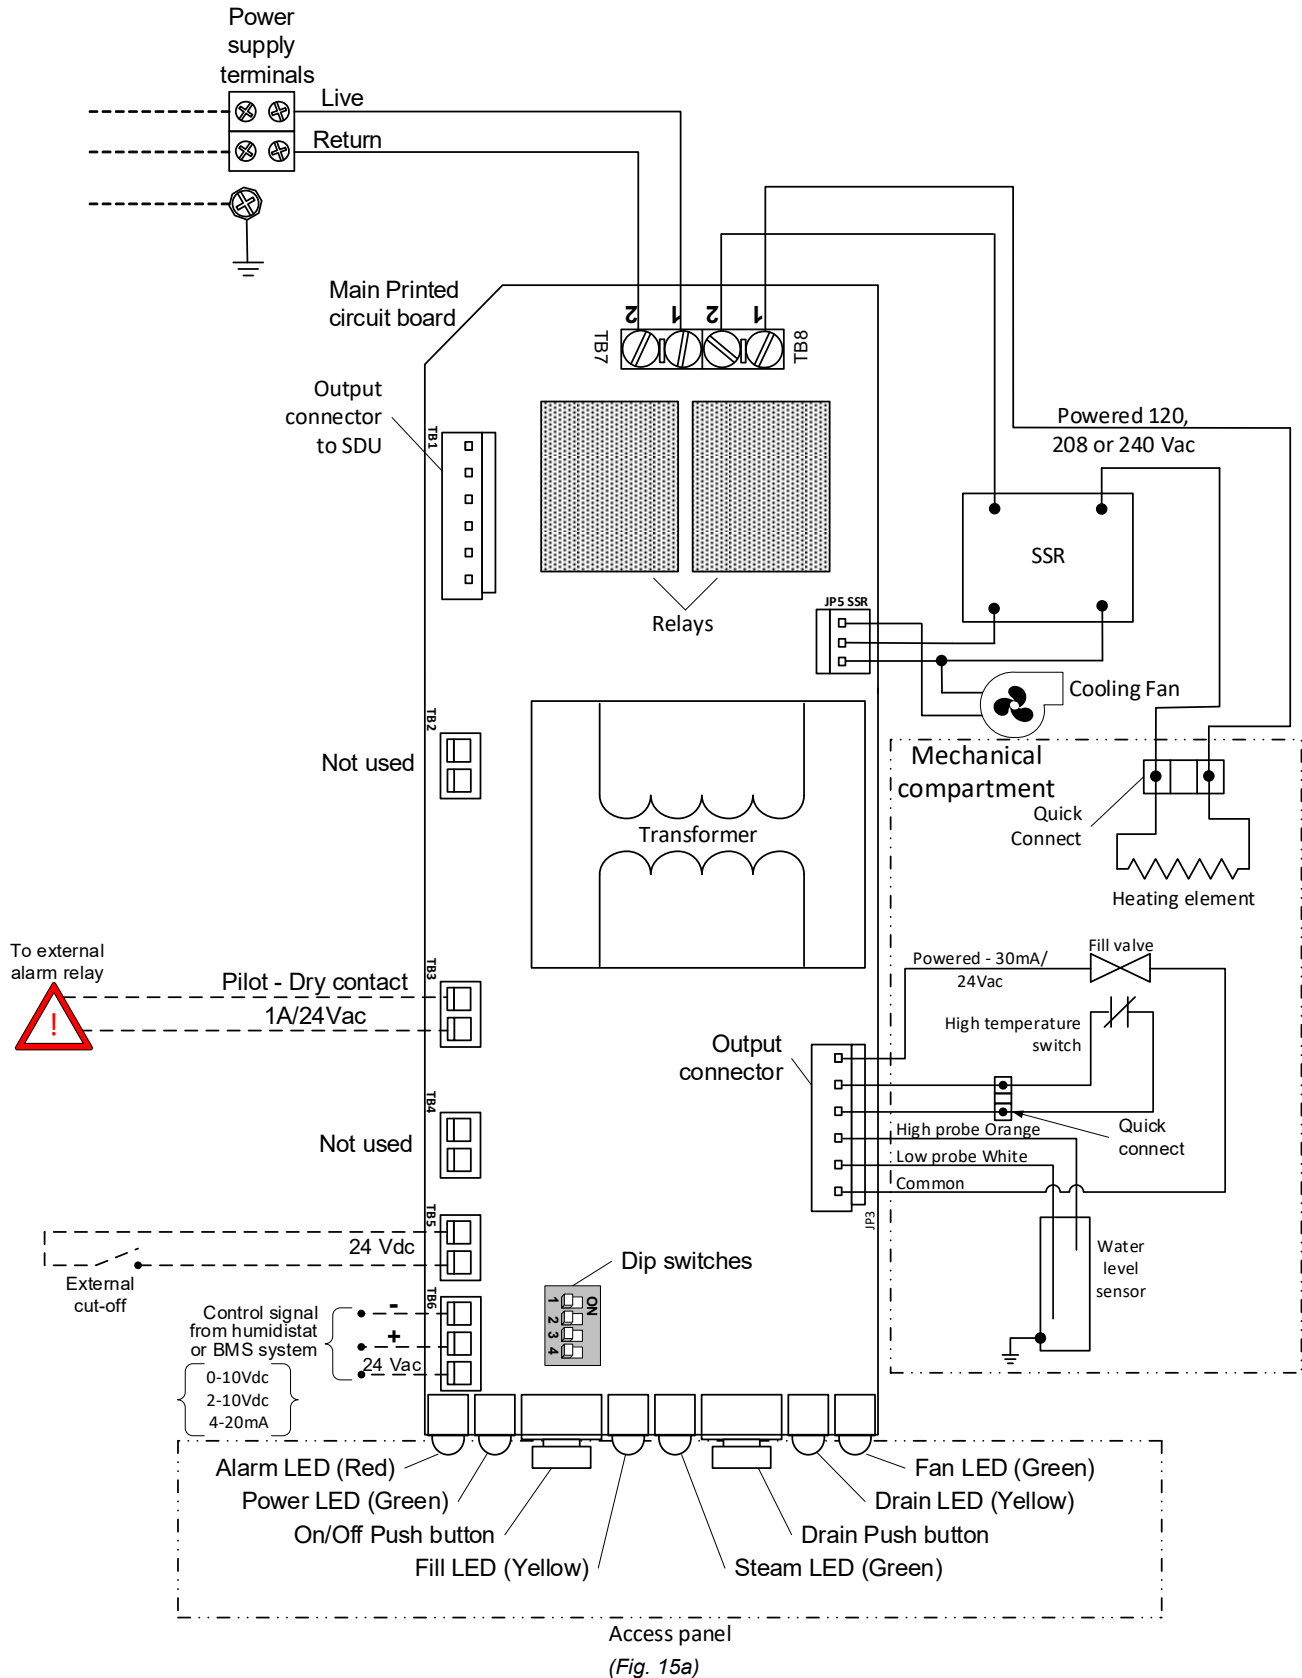 Power
supply
terminals
Live
Return
Main Printed
circuit board
2
1
2
1
TB7
TB8
Output
connector
to SDU
TB1
Powered 120,
208 or 240 Vac
SSR
Relays
JP5 SSR
Cooling Fan
TB2
Not used
Transformer
Mechanical
compartment
Quick
Connect
Heating element
To external
alarm relay
!
Pilot - Dry contact
1A/24Vac
TB3
Powered - 30mA/
24Vac
Fill valve
High temperature
switch
Output
connector
Quick
connect
High probe Orange
Low probe White
Common
JP3
TB4
Not used
Water
level
sensor
TB5
24 Vdc
External
cut-off
Dip switches
ON
1
2
3
4
TB6
Control signal
from humidistat
or BMS system
-
+
24 Vac
0-10Vdc
2-10Vdc
4-20mA
Alarm LED (Red)
Fan LED (Green)
Power LED (Green)
Drain LED (Yellow)
On/Off Push button
Drain Push button
Fill LED (Yellow)
Steam LED (Green)
Access panel
(Fig. 15a)